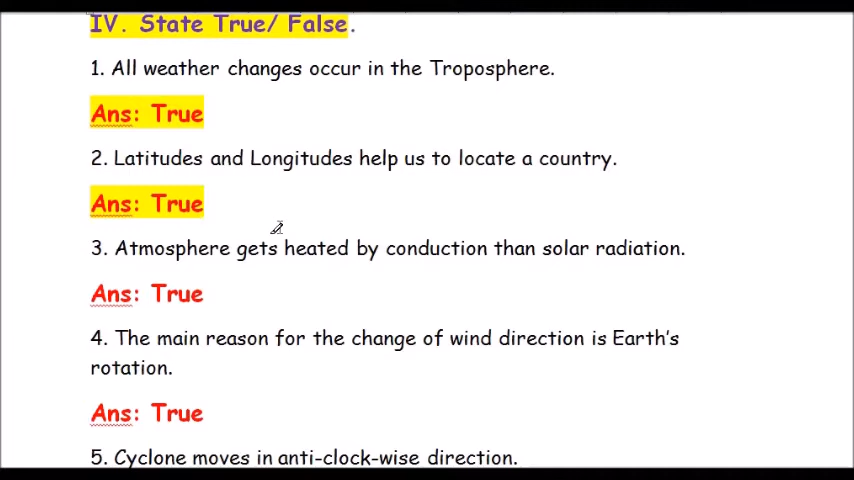 IV. State True/ False.
1. All weather changes occur in the Troposphere.
Ans: True
2. Latitudes and Longitudes help us to locate a country.
Ans: True
3. Atmosphere gets heated by conduction than solar radiation.
Ans: True
4. The main reason for the change of wind direction is Earth's
rotation.
Ans: True
5. Cyclone moves in anti-clock-wise direction.